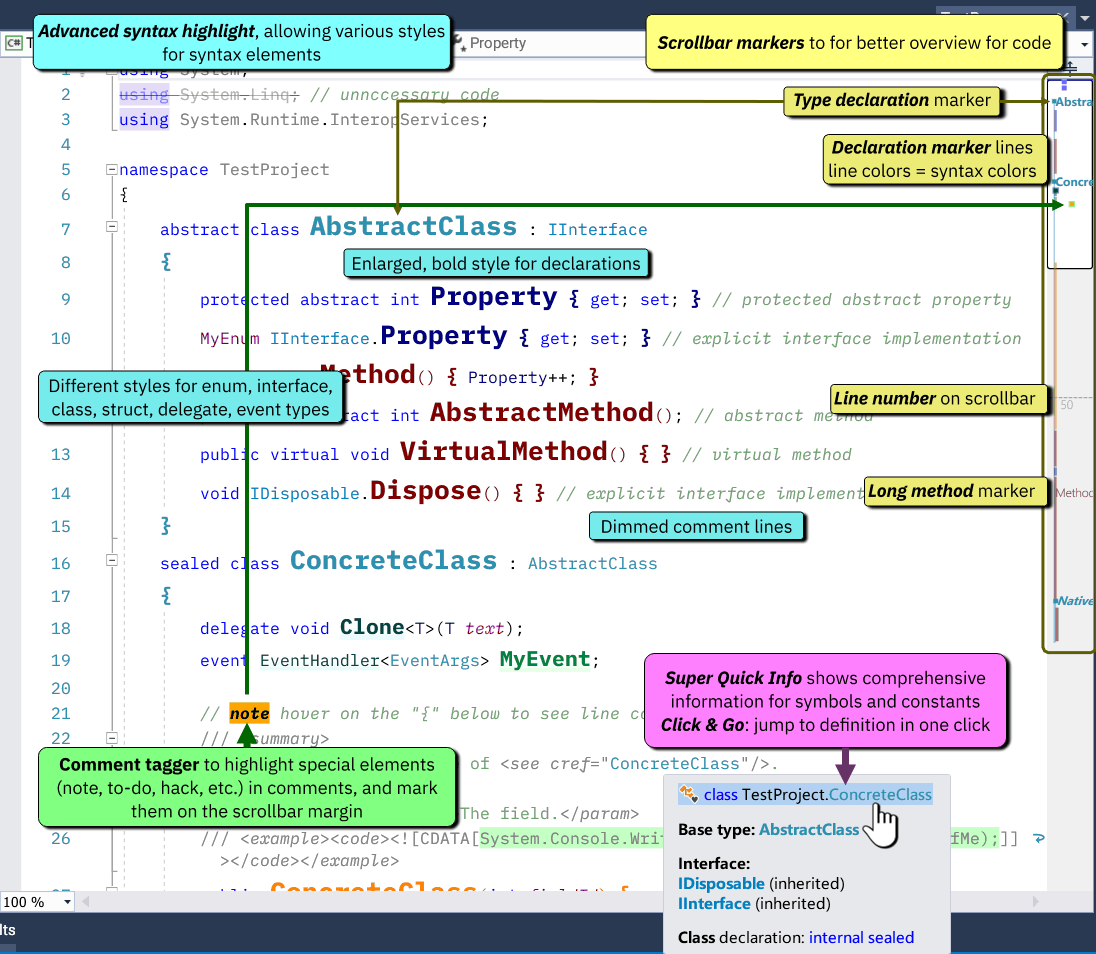 Advanced syntax highlight, allowing various styles
for syntax elements
C#
Property
Scrollbar markers to for better overview for code
1 using System;
2 using System.Linq; // unnccessary code
3 using System.Runtime.InteropServices;
Type declaration marker
Abstra
4
Declaration marker lines
line colors = syntax colors
5 namespace TestProject
Concre
6 {
7 abstract class AbstractClass : IInterface
8 {
Enlarged, bold style for declarations
9 protected abstract int Property { get; set; } // protected abstract property
10 MyEnum IInterface.Property { get; set; } // explicit interface implementation
Method() { Property++; }
Different styles for enum, interface,
class, struct, delegate, event types
ract int AbstractMethod(); // abstract method
Line number on scrollbar
50
13 public virtual void VirtualMethod() { } // virtual method
14 void IDisposable.Dispose() { } // explicit interface implement
Long method marker
Method
15 }
Dimmed comment lines
16 sealed class ConcreteClass : AbstractClass
17 {
Native
18 delegate void Clone<T>(T text);
19 event EventHandler<EventArgs> MyEvent;
20
21 // note hover on the "{" below to see line co
22 /// <summary>
Super Quick Info shows comprehensive
information for symbols and constants
Click & Go: jump to definition in one click
Comment tagger to highlight special elements
(note, to-do, hack, etc.) in comments, and mark
them on the scrollbar margin
of <see cref="ConcreteClass"/>.
The field.</param>
26 /// <example><code><![CDATA[System.Console.Wri
fMe);]]
></code></example>
ConcreteClass
class TestProject.ConcreteClass
Base type: AbstractClass
Interface:
IDisposable (inherited)
IInterface (inherited)
Class declaration: internal sealed
100 %
lts